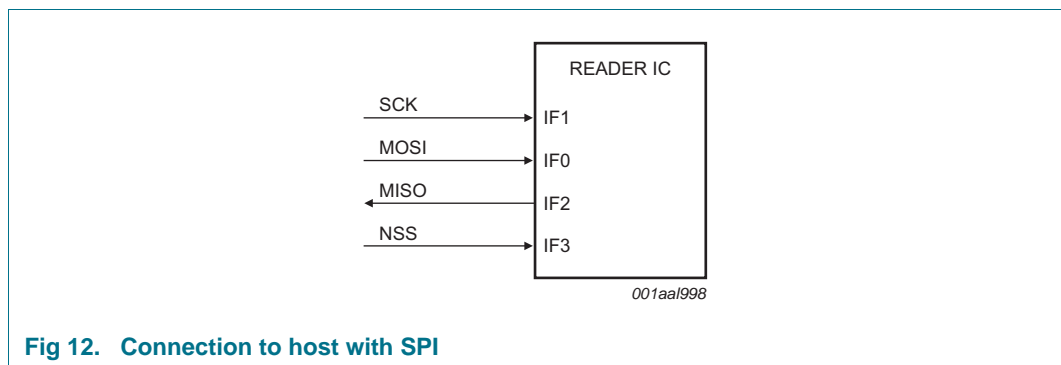 READER IC
SCK
IF1
MOSI
IF0
MISO
IF2
NSS
IF3
001aal998
Fig 12. Connection to host with SPI